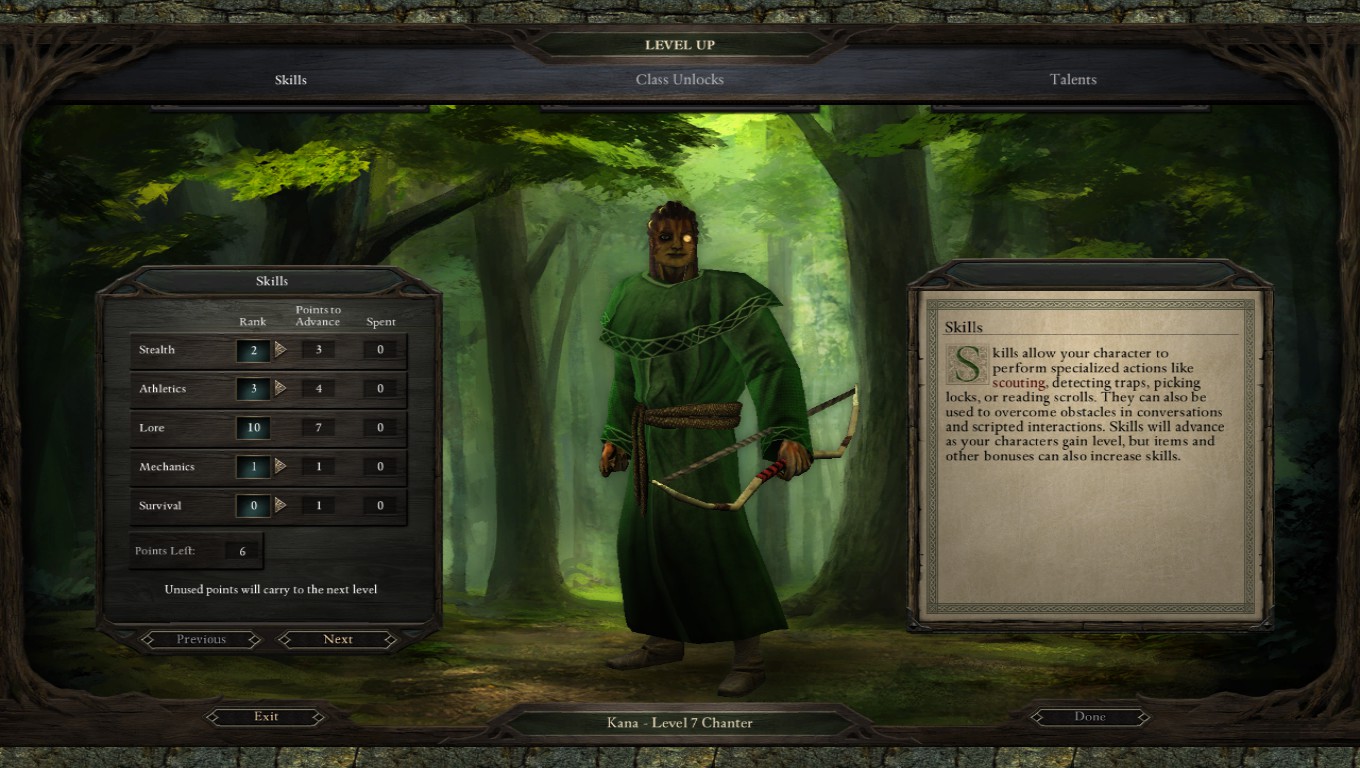 LEVEL UP
Skills
Class Unlocks
Talents
Skills
Rank
Points to
Advance
Spent
Stealth 2 3 0
Athletics 3 4 0
Lore 10 7 0
Mechanics 1 1 0
Survival 0 1 0
Points Left: 6
Unused points will carry to the next level
Previous
Next
Skills
Skills allow your character to
perform specialized actions like
scouting, detecting traps, picking
locks, or reading scrolls. They can also be
used to overcome obstacles in conversations
and scripted interactions. Skills will advance
as your characters gain level, but items and
other bonuses can also increase skills.
Exit
Kana - Level 7 Chanter
Done